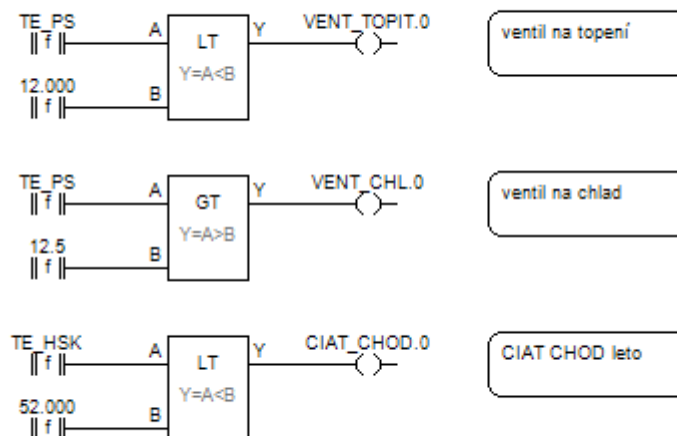 TE_PS
VENT_TOPIT.0
ventil na topení
f
A
LT
Y
12.000
Y=A<B
f
B
TE_PS
VENT_CHL.0
ventil na chlad
f
A
GT
Y
12.5
Y=A>B
f
B
TE_HSK
CIAT_CHOD.0
CIAT CHOD leto
f
A
LT
Y
52.000
Y=A<B
f
B